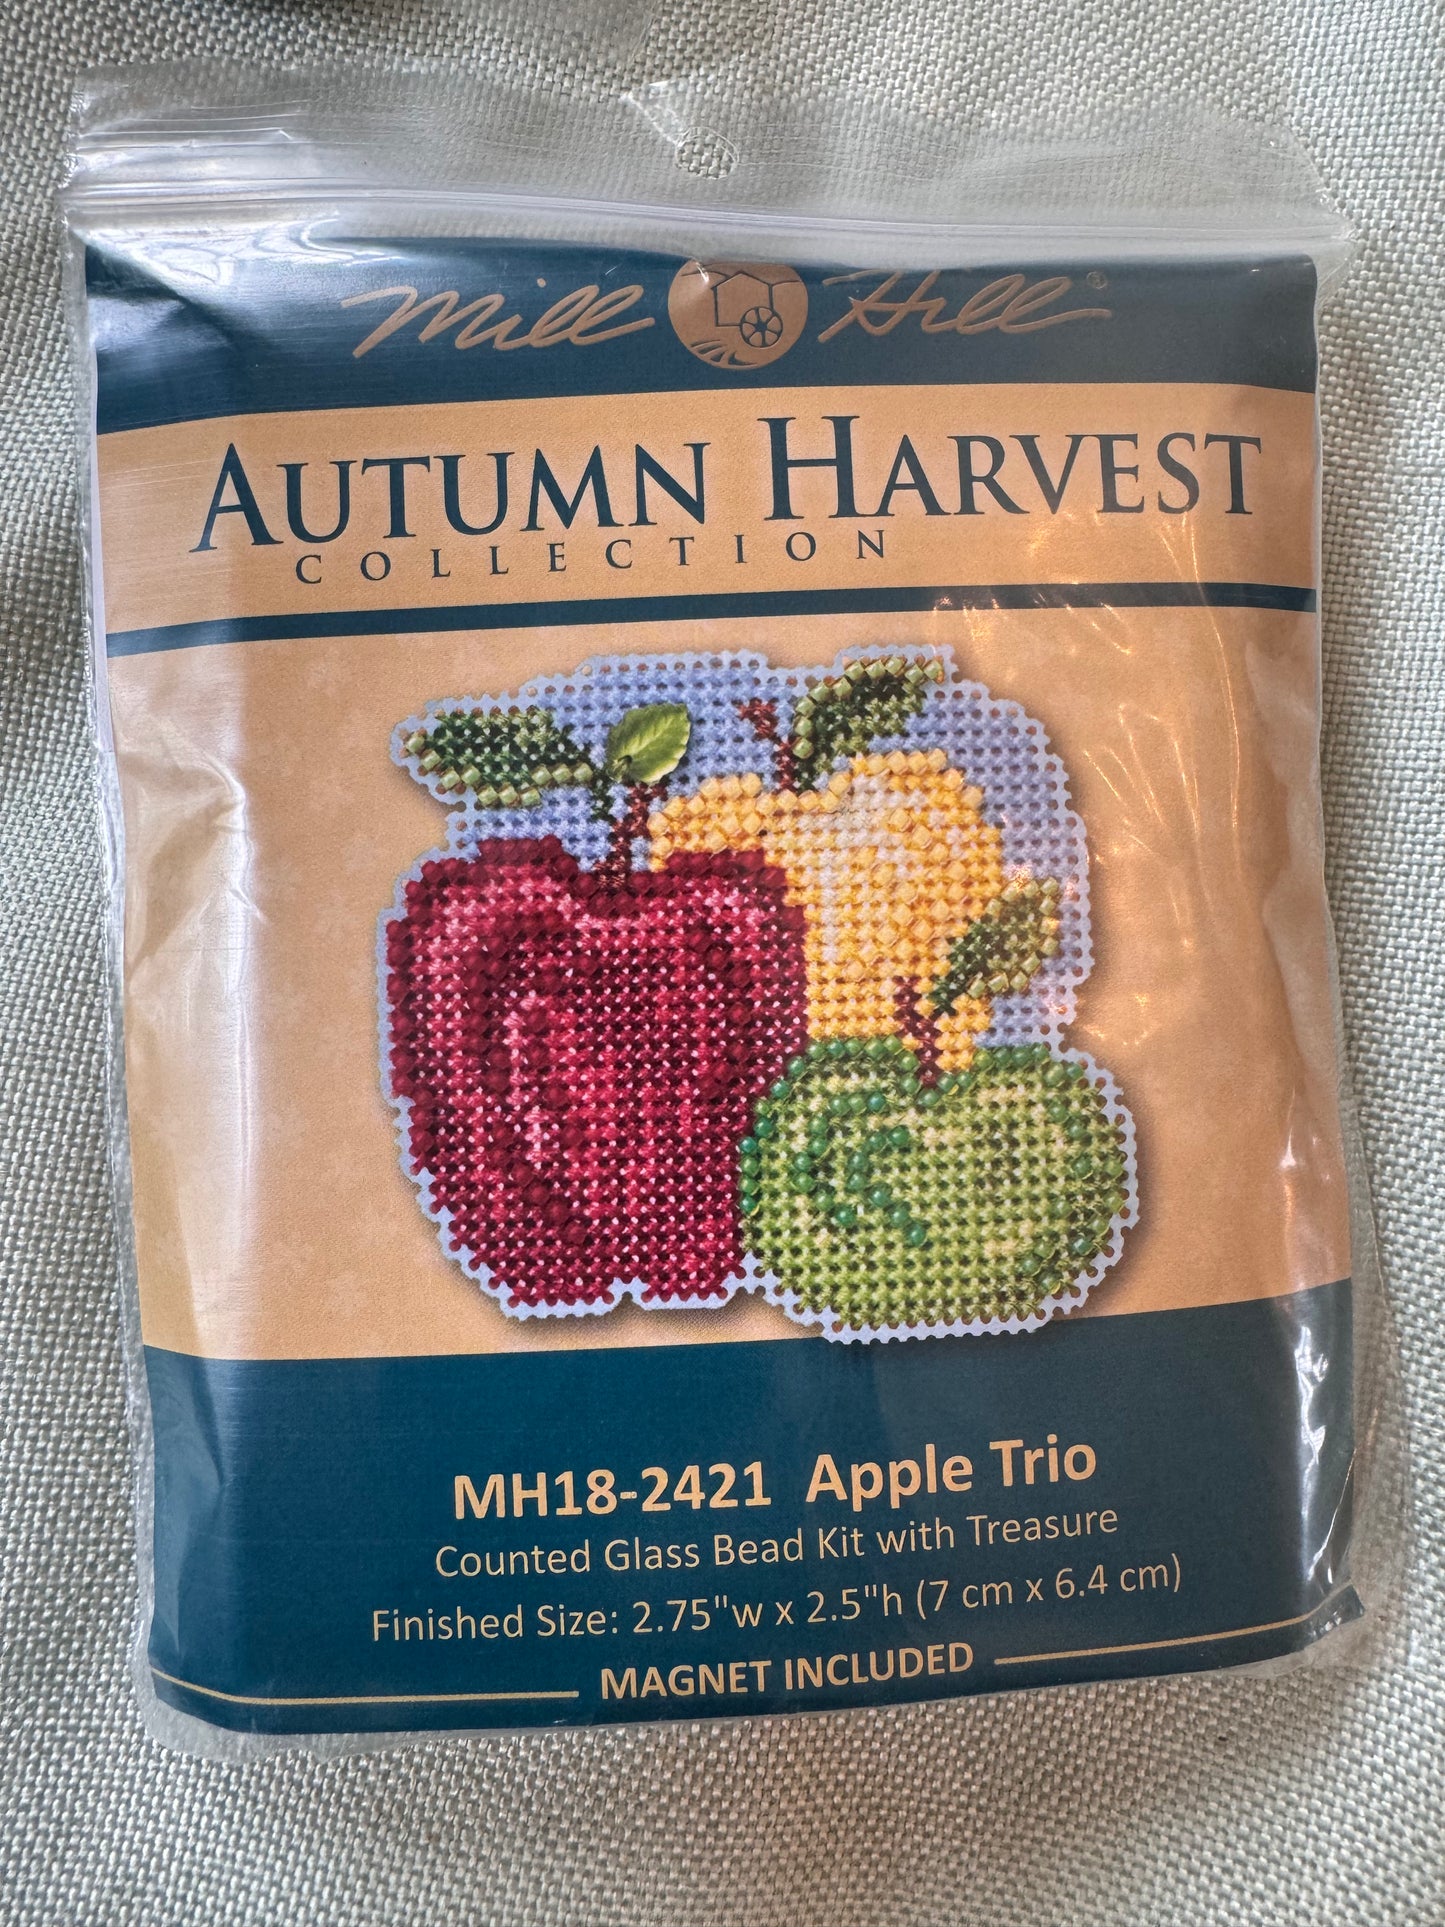 Mill Hill®
AUTUMN HARVEST
COLLECTION
MH18-2421 Apple Trio
Counted Glass Bead Kit with Treasure
Finished Size: 2.75"w x 2.5"h (7 cm x 6.4 cm)
MAGNET INCLUDED